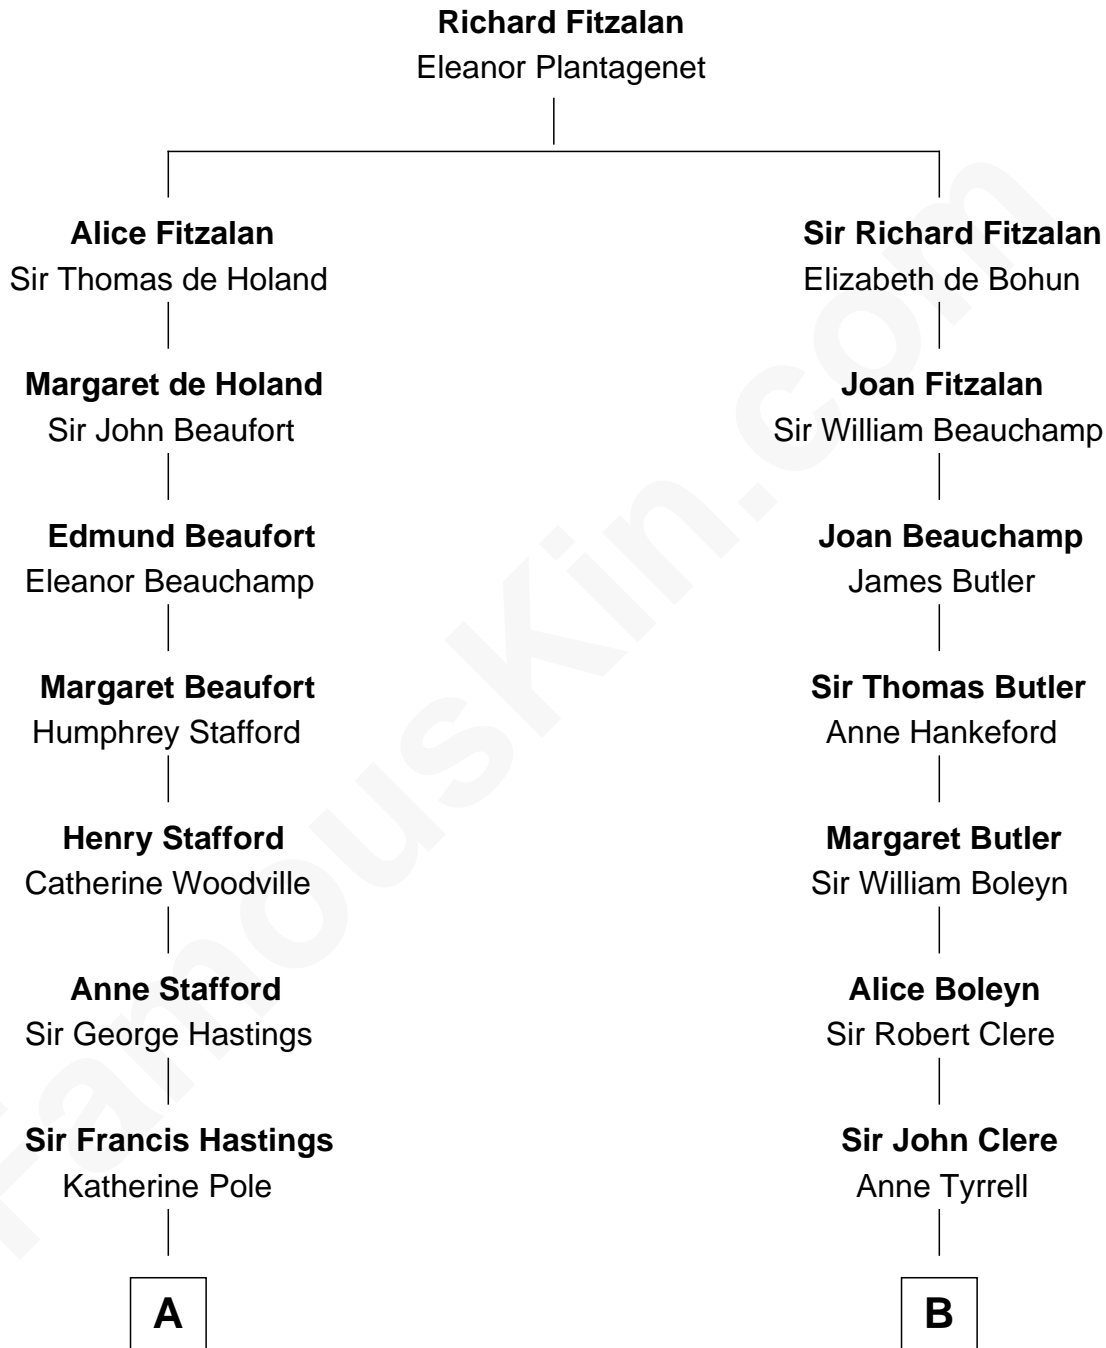 Richard Fitzalan
Eleanor Plantagenet
Alice Fitzalan
Sir Thomas de Holand
Sir Richard Fitzalan
Elizabeth de Bohun
Margaret de Holand
Sir John Beaufort
Joan Fitzalan
Sir William Beauchamp
Edmund Beaufort
Eleanor Beauchamp
Joan Beauchamp
James Butler
Margaret Beaufort
Humphrey Stafford
Sir Thomas Butler
Anne Hankeford
Henry Stafford
Catherine Woodville
Margaret Butler
Sir William Boleyn
Anne Stafford
Sir George Hastings
Alice Boleyn
Sir Robert Clere
Sir Francis Hastings
Katherine Pole
Sir John Clere
Anne Tyrrell
A
B
FamousKin.com